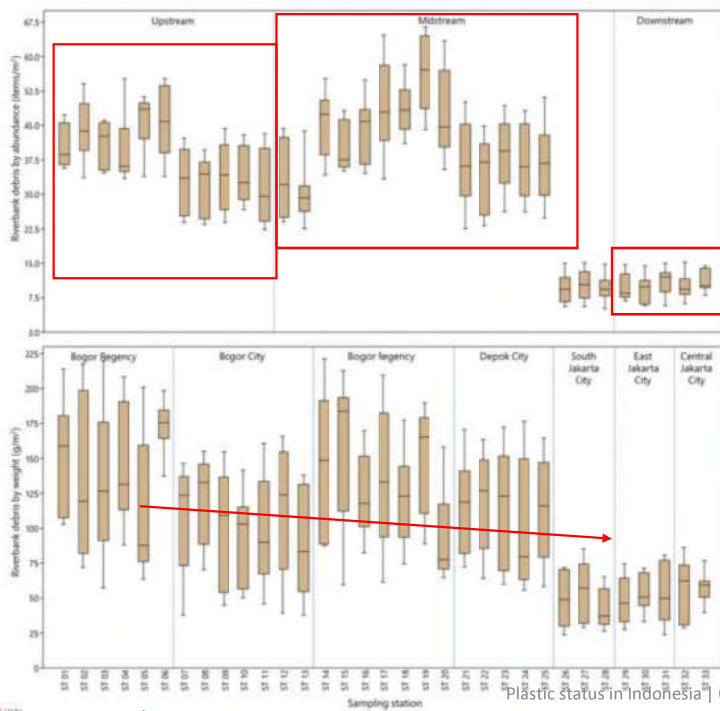 Upstream
Midstream
Downstream
Riverbank debris by abundance (items/m²)
67.5
60.0
52.5
45.0
37.5
30.0
22.5
15.0
7.5
0.0
Bogor Regency
Bogor City
Bogor Regency
Depok City
South
Jakarta
City
East
Jakarta
City
Central
Jakarta
City
Riverbank debris by weight (g/m²)
225
200
175
150
125
100
75
50
25
0
ST 01
ST 02
ST 03
ST 04
ST 05
ST 06
ST 07
ST 08
ST 09
ST 10
ST 11
ST 12
ST 13
ST 14
ST 15
ST 16
ST 17
ST 18
ST 19
ST 20
ST 21
ST 22
ST 23
ST 24
ST 25
ST 26
ST 27
ST 28
ST 29
ST 30
ST 31
ST 32
ST 33
Sampling station
Plastic status in Indonesia |